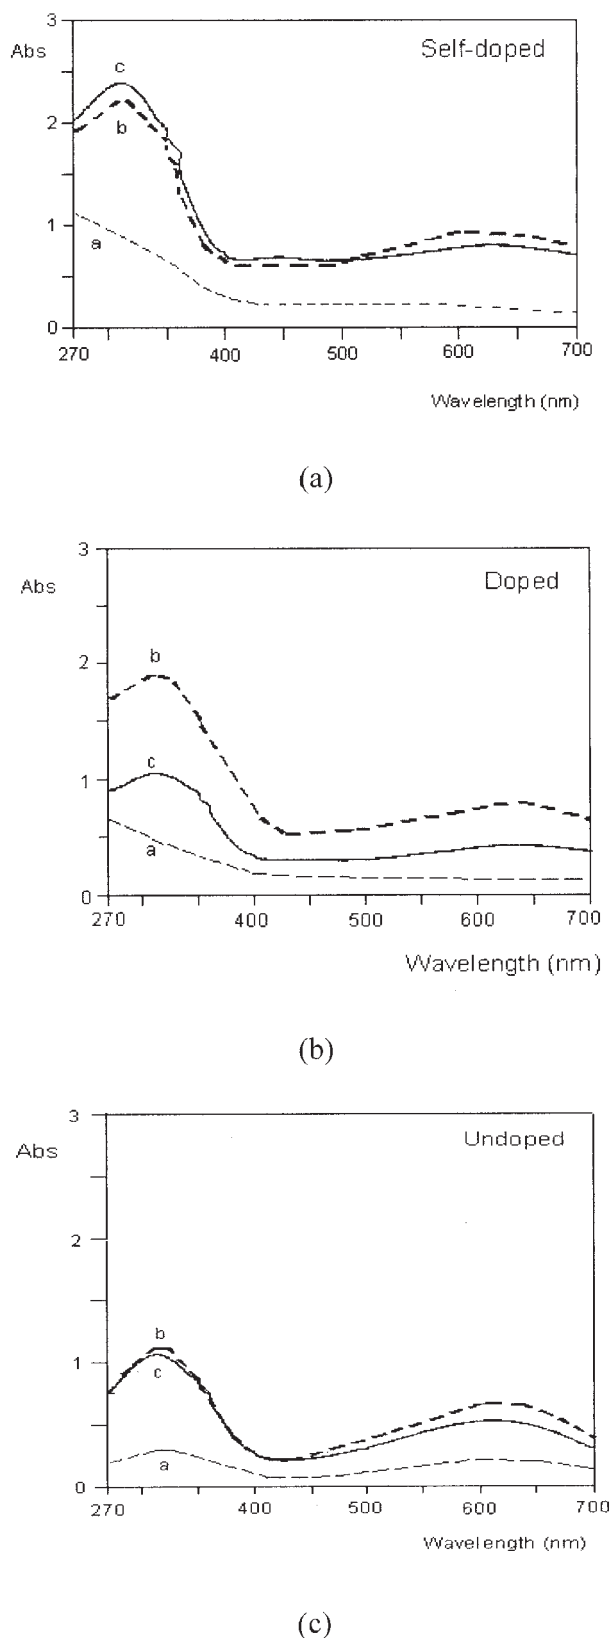 3
Abs
Self-doped
c
2
b
1
a
0
270 400 500 600 700
Wavelength (nm)
(a)
3
Abs
Doped
b
2
c
1
a
0
270 400 500 600 700
Wavelength (nm)
(b)
3
Undoped
Abs
2
b
1
c
a
0
270 400 500 600 700
Wavelength (nm)
(c)